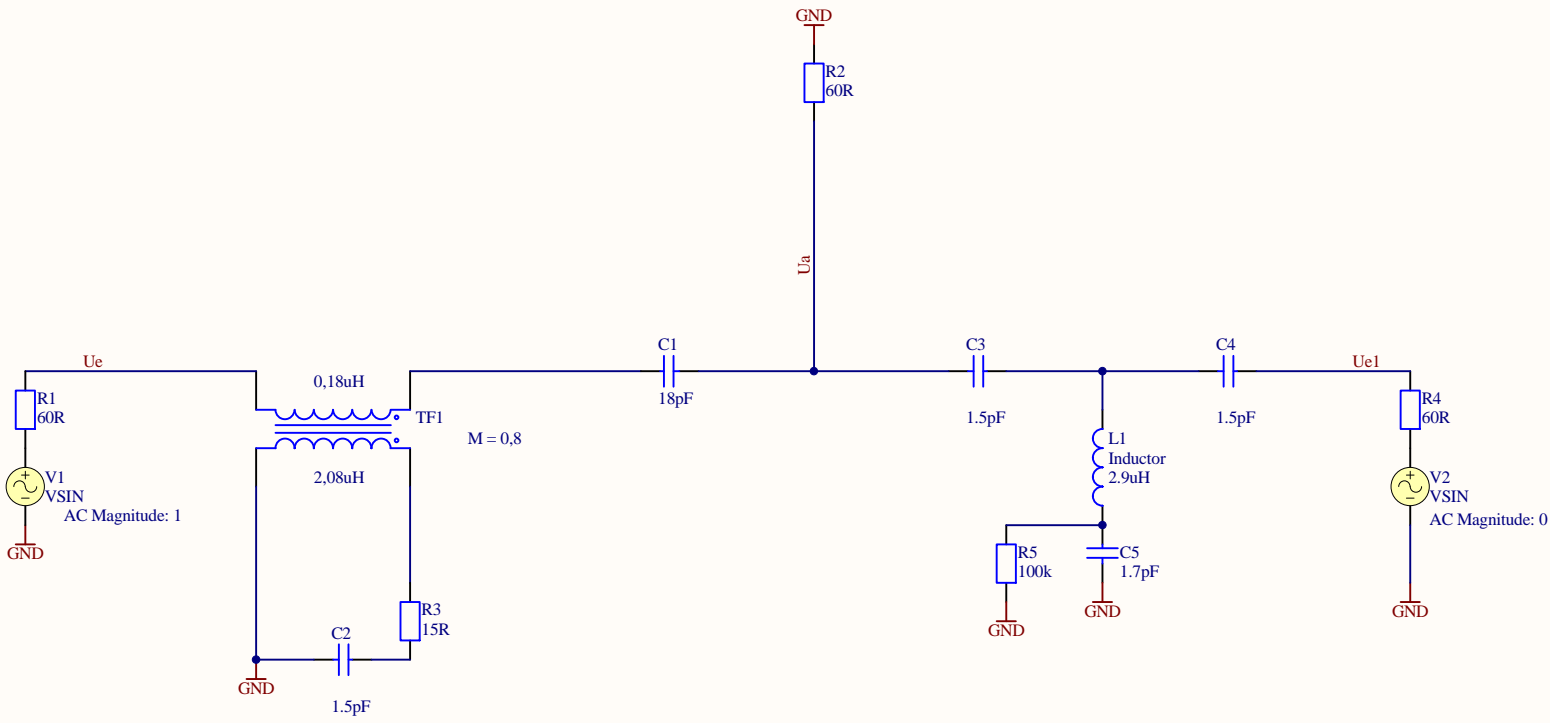 GND
R2
60R
Ua
Ue
R1
60R
V1
VSIN
AC Magnitude: 1
GND
0,18uH
TF1
M = 0,8
2,08uH
R3
15R
C2
1.5pF
GND
C1
18pF
C3
1.5pF
C4
1.5pF
L1
Inductor
2.9uH
R5
100k
GND
C5
1.7pF
GND
Ue1
R4
60R
V2
VSIN
AC Magnitude: 0
GND